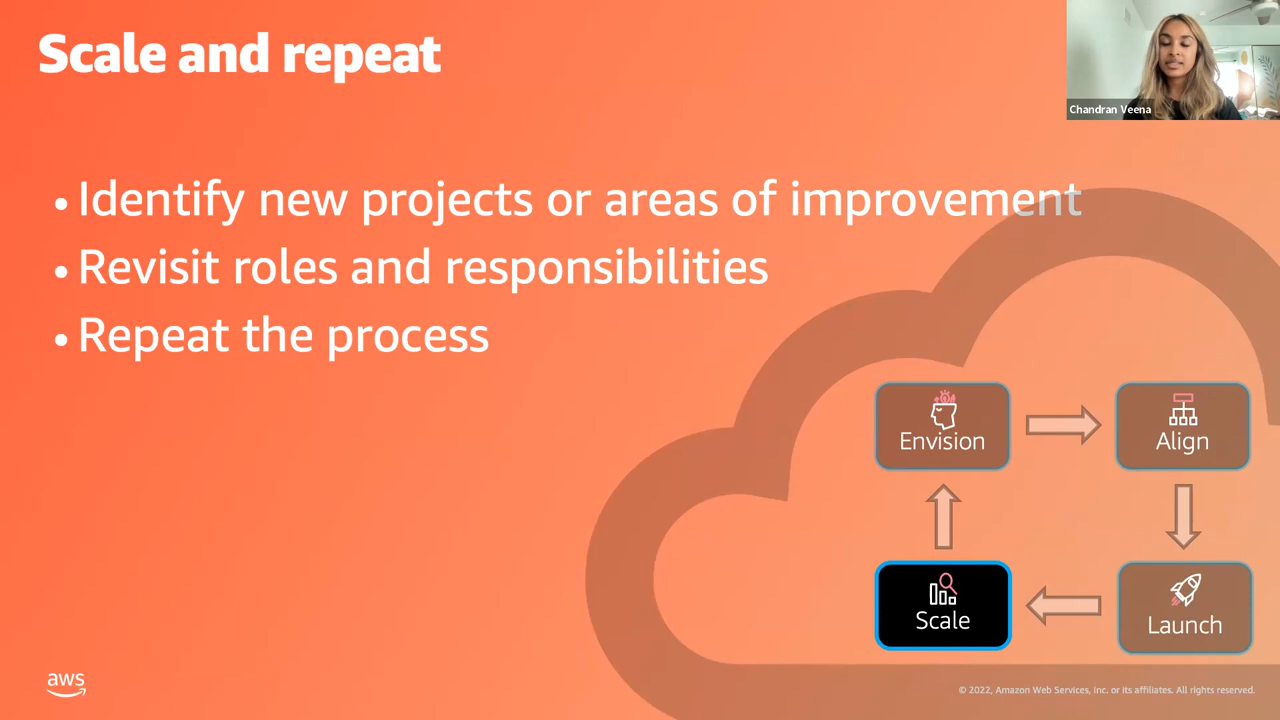 Scale and repeat
Chandran Veena
• Identify new projects or areas of improvement
• Revisit roles and responsibilities
• Repeat the process
Envision
Align
Scale
Launch
aws
© 2022, Amazon Web Services, Inc. or its affiliates. All rights reserved.